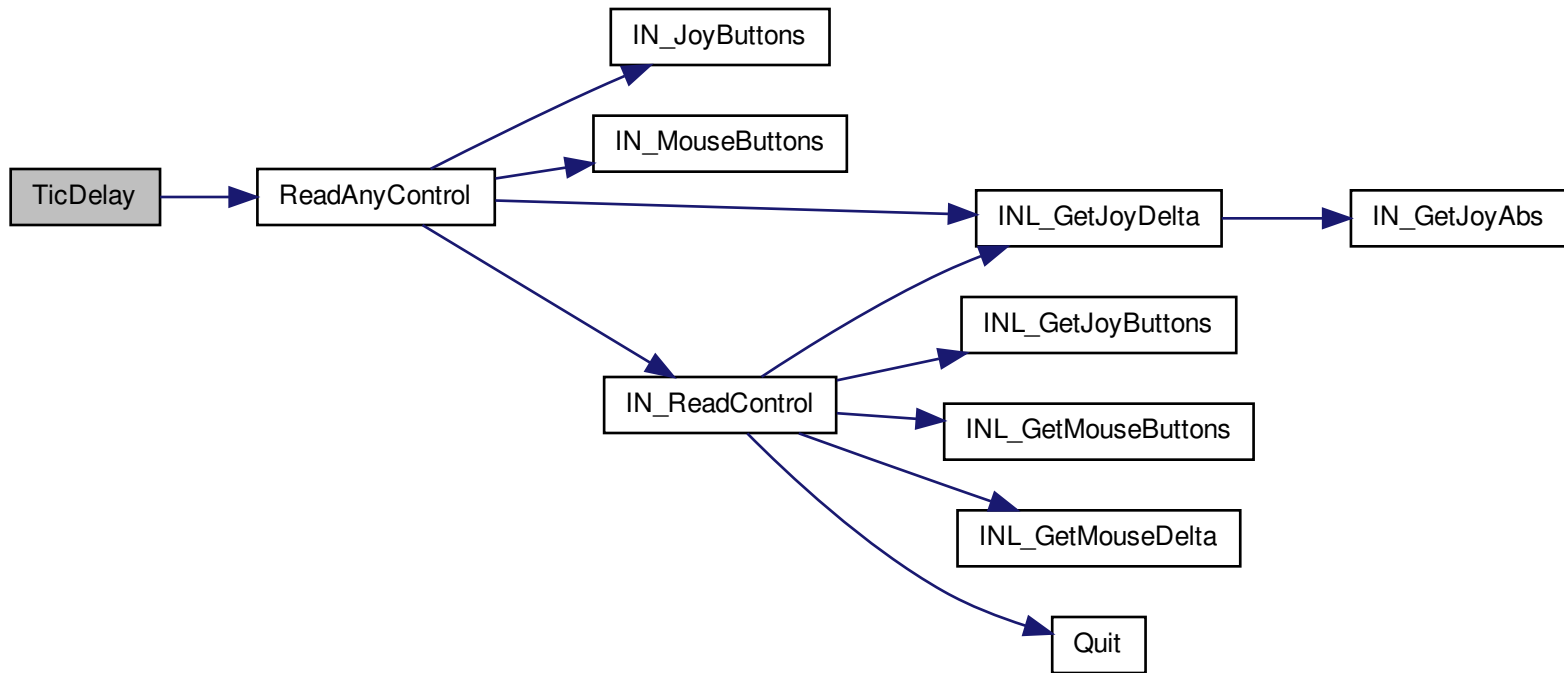 IN_JoyButtons
IN_MouseButtons
TicDelay
ReadAnyControl
INL_GetJoyDelta
IN_GetJoyAbs
INL_GetJoyButtons
IN_ReadControl
INL_GetMouseButtons
INL_GetMouseDelta
Quit